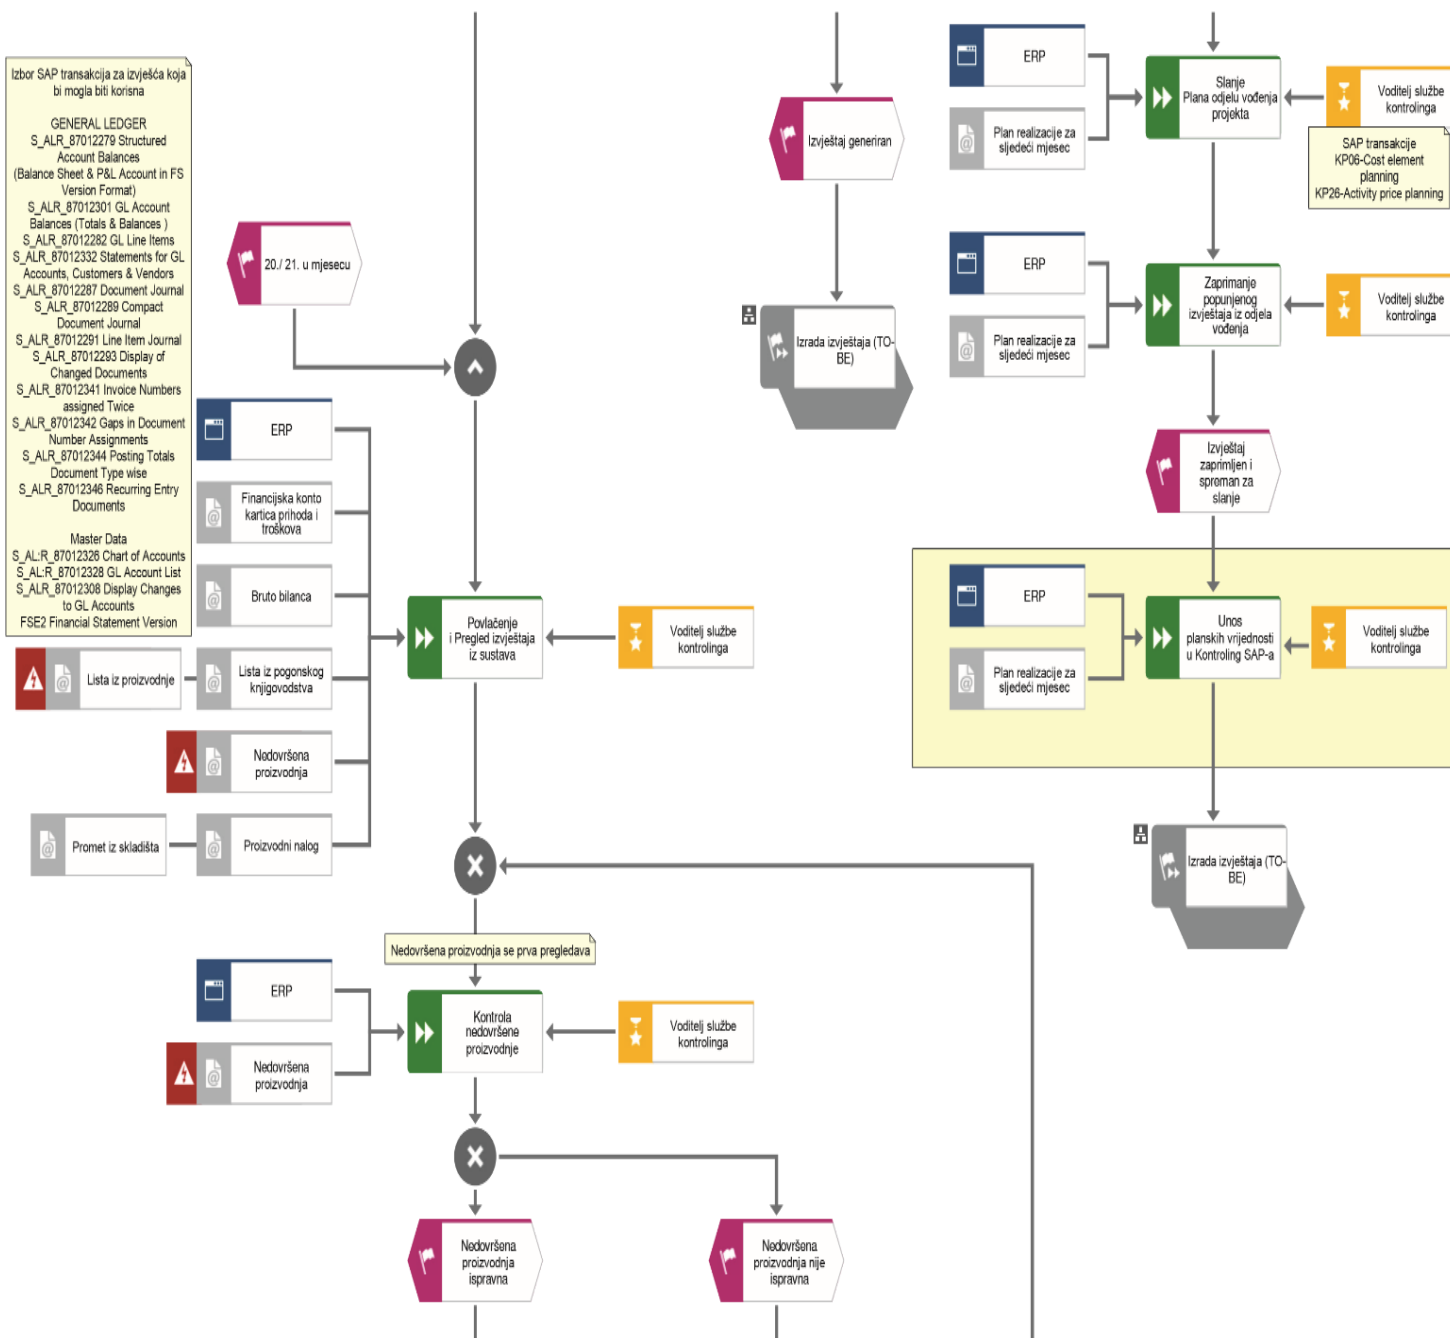 Izbor SAP transakcija za izvješća koja
bi mogla biti korisna
GENERAL LEDGER
S_ALR_87012279 Structured
Account Balances
(Balance Sheet & P&L Account in FS
Version Format)
S_ALR_87012301 GL Account
Balances (Totals & Balances )
S_ALR_87012282 GL Line Items
S_ALR_87012332 Statements for GL
Accounts, Customers & Vendors
S_ALR_87012287 Document Journal
S_ALR_87012289 Compact
Document Journal
S_ALR_87012291 Line Item Journal
S_ALR_87012293 Display of
Changed Documents
S_ALR_87012341 Invoice Numbers
assigned Twice
S_ALR_87012342 Gaps in Document
Number Assignments
S_ALR_87012344 Posting Totals
Document Type wise
S_ALR_87012346 Recurring Entry
Documents
Master Data
S_AL:R_87012326 Chart of Accounts
S_AL:R_87012328 GL Account List
S_ALR_87012308 Display Changes
to GL Accounts
FSE2 Financial Statement Version
20./ 21. u mjesecu
ERP
Financijska konto
kartica prihoda i
troškova
Bruto bilanca
Lista iz proizvodnje
Lista iz pogonskog
knjigovodstva
Nedovršena
proizvodnja
Promet iz skladišta
Proizvodni nalog
Povlačenje
i Pregled izvještaja
iz sustava
Voditelj službe
kontrolinga
Nedovršena proizvodnja se prva pregledava
ERP
Nedovršena
proizvodnja
Kontrola
nedovršene
proizvodnje
Voditelj službe
kontrolinga
Nedovršena
proizvodnja
ispravna
Nedovršena
proizvodnja nije
ispravna
Izvještaj generiran
Izrada izvještaja (TO-
BE)
ERP
Plan realizacije za
sljedeći mjesec
Slanje
Plana odjelu vođenja
projekta
Voditelj službe
kontrolinga
SAP transakcije
KP06-Cost element
planning
KP26-Activity price planning
ERP
Plan realizacije za
sljedeći mjesec
Zaprimanje
popunjenog
izvještaja iz odjela
vođenja
Voditelj službe
kontrolinga
Izvještaj
zaprimljen i
spreman za
slanje
ERP
Plan realizacije za
sljedeći mjesec
Unos
planskih vrijednosti
u Kontroling SAP-a
Voditelj službe
kontrolinga
Izrada izvještaja (TO-
BE)